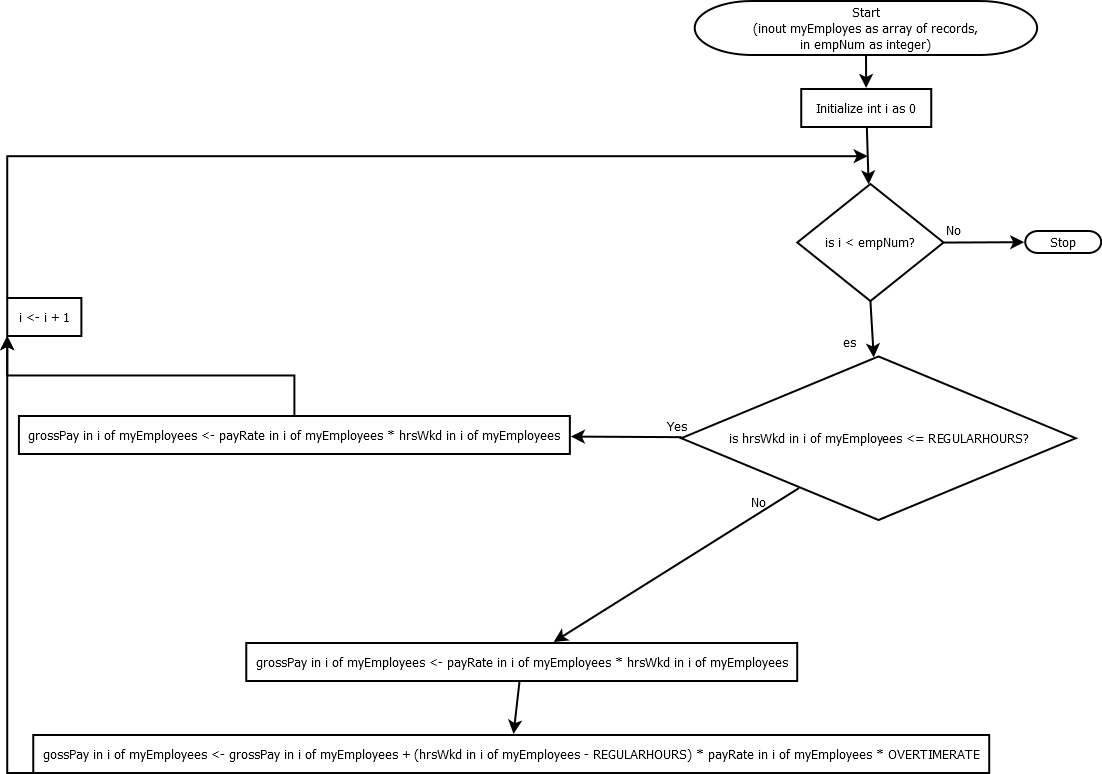 Start
(inout myEmployes as array of records,
in empNum as integer)
Initialize int i as 0
is i < empNum?
No
Stop
es
i <- i + 1
is hrsWkd in i of myEmployees <= REGULARHOURS?
Yes
grossPay in i of myEmployees <- payRate in i of myEmployees * hrsWkd in i of myEmployees
No
grossPay in i of myEmployees <- payRate in i of myEmployees * hrsWkd in i of myEmployees
gossPay in i of myEmployees <- grossPay in i of myEmployees + (hrsWkd in i of myEmployees - REGULARHOURS) * payRate in i of myEmployees * OVERTIMERATE